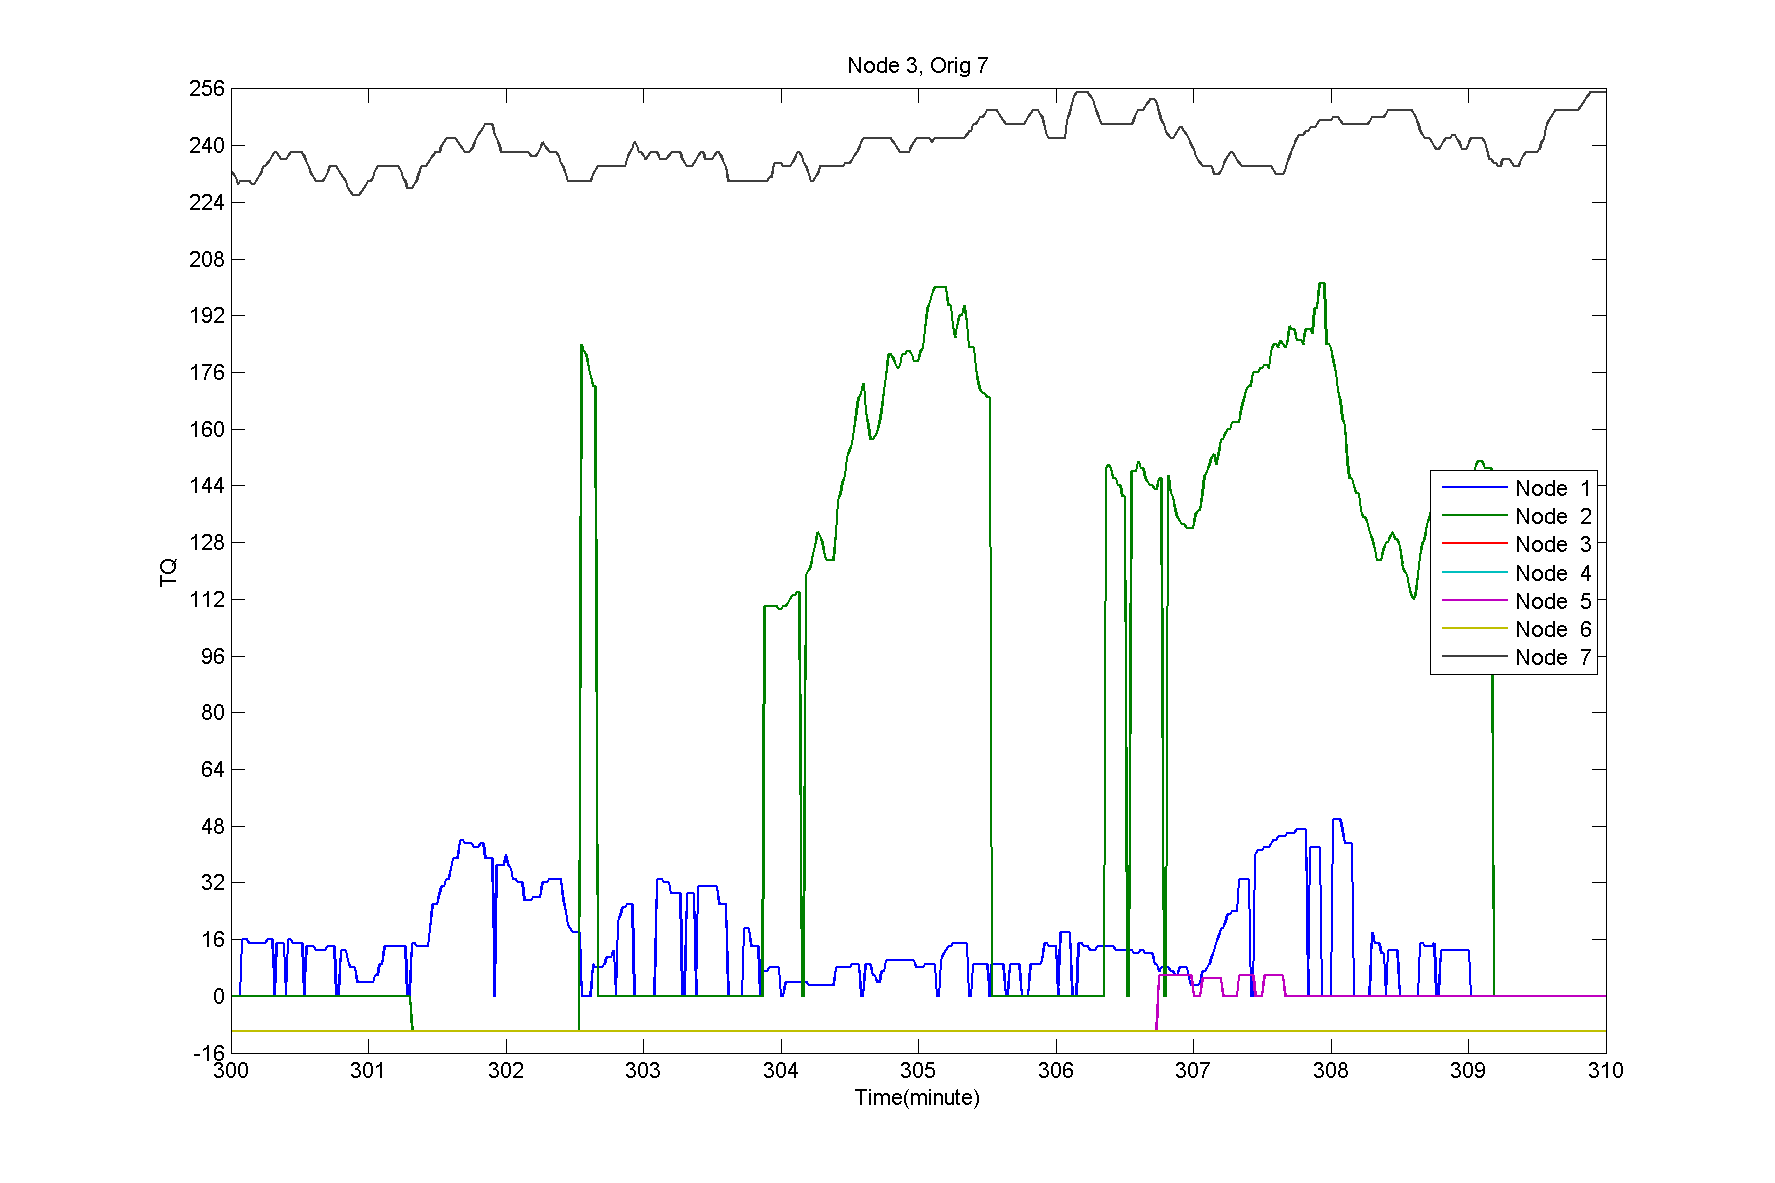 Node 3, Orig 7
256
240
224
208
192
176
160
144
128
112
96
80
64
48
32
16
0
-16
TQ
Node 1
Node 2
Node 3
Node 4
Node 5
Node 6
Node 7
300 301 302 303 304 305 306 307 308 309 310
Time(minute)